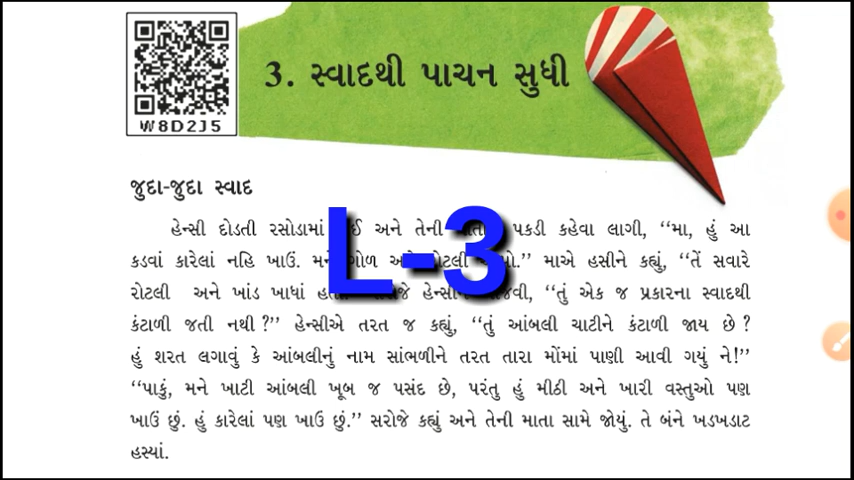 W8D2J5
3. સ્વાદથી પાચન સુધી
જુદા-જુદા સ્વાદ
હેન્સી દોડતી રસોડામાં અને તેની પકડી કહેવા લાગી, “મા, હું આ
કડવાં કારેલાં નહિ ખાઉં. ગોળ માએ હસીને કહ્યું, “તેં સવારે
રોટલી અને ખાંડ ખાધાં “તું એક જ પ્રકારના સ્વાદથી
કંટાળી જતી નથી ?” હેન્સીએ તરત જ કહ્યું, “તું આંબલી ચાટીને કંટાળી જાય છે ?
હું શરત લગાવું કે આંબલીનું નામ સાંભળીને તરત તારા મોંમાં પાણી આવી ગયું ને!”
“પાકું, મને ખાટી આંબલી ખૂબ જ પસંદ છે, પરંતુ હું મીઠી અને ખારી વસ્તુઓ પણ
ખાઉં છું. હું કારેલાં પણ ખાઉં છું.” સરોજે કહ્યું અને તેની માતા સામે જોયું. તે બંને ખડખડાટ
હસ્યાં.
L-3